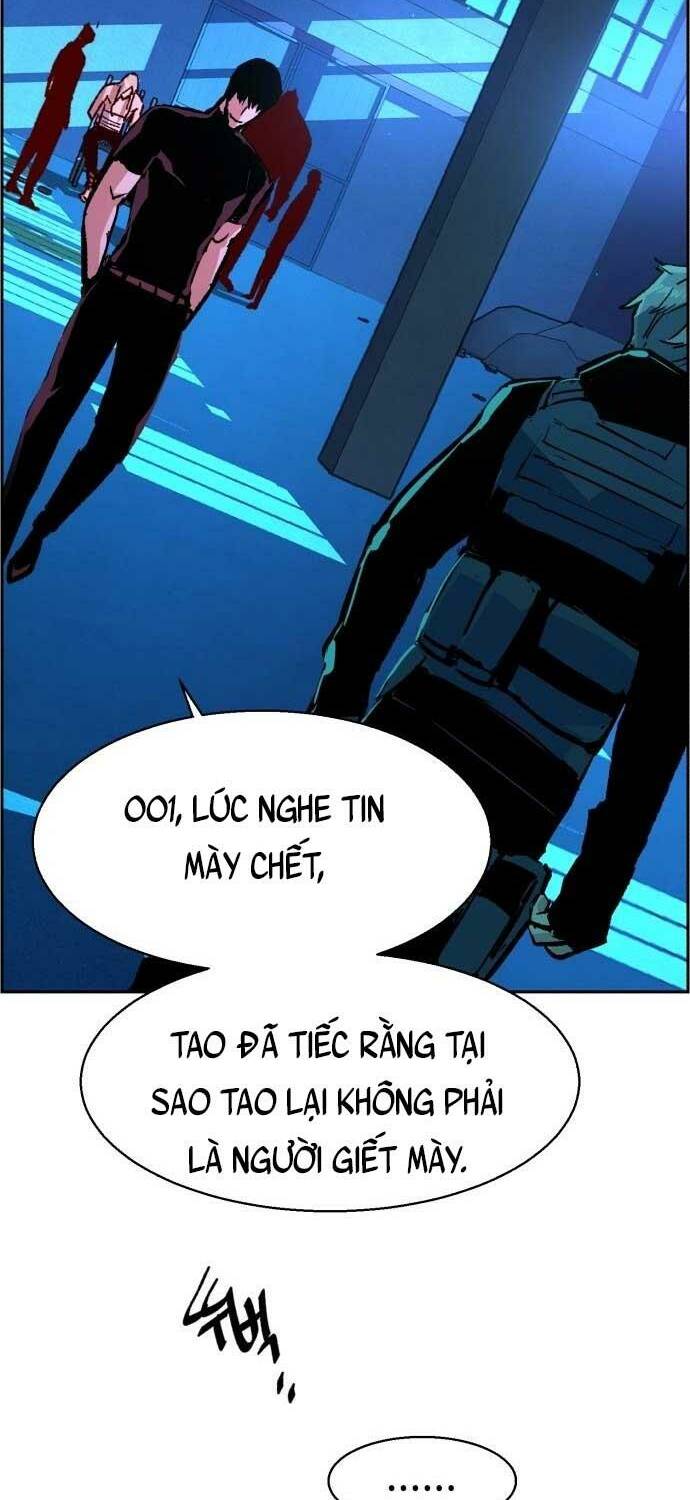 001, LÚC NGHE TIN
MÀY CHẾT,
TAO ĐÃ TIẾC RẰNG TẠI
SAO TAO LẠI KHÔNG PHẢI
LÀ NGƯỜI GIẾT MÀY.
......